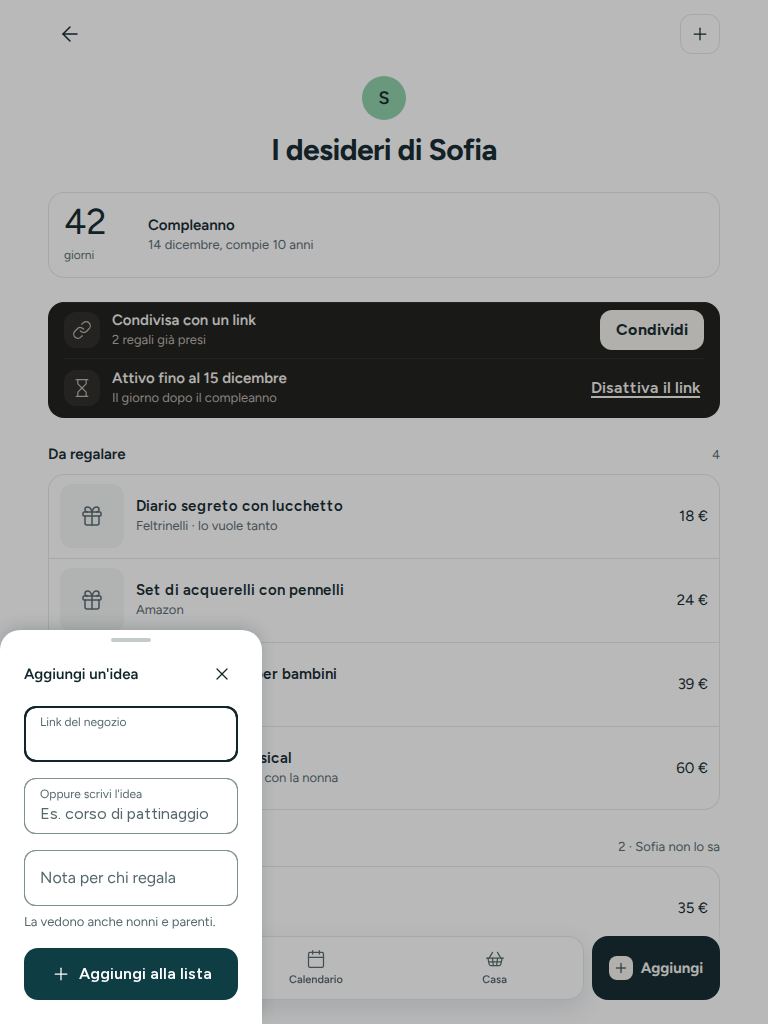 S
I desideri di Sofia
42
giorni
Compleanno
14 dicembre, compie 10 anni
Condivisa con un link
2 regali già presi
Condividi
Attivo fino al 15 dicembre
Il giorno dopo il compleanno
Disattiva il link
Da regalare
4
Diario segreto con lucchetto
Feltrinelli · lo vuole tanto
18 €
Set di acquerelli con pennelli
Amazon
24 €
per bambini
39 €
con la nonna
60 €
2 · Sofia non lo sa
35 €
Calendario
Casa
Aggiungi
Aggiungi un'idea
Link del negozio
Oppure scrivi l'idea
Es. corso di pattinaggio
Nota per chi regala
La vedono anche nonni e parenti.
Aggiungi alla lista